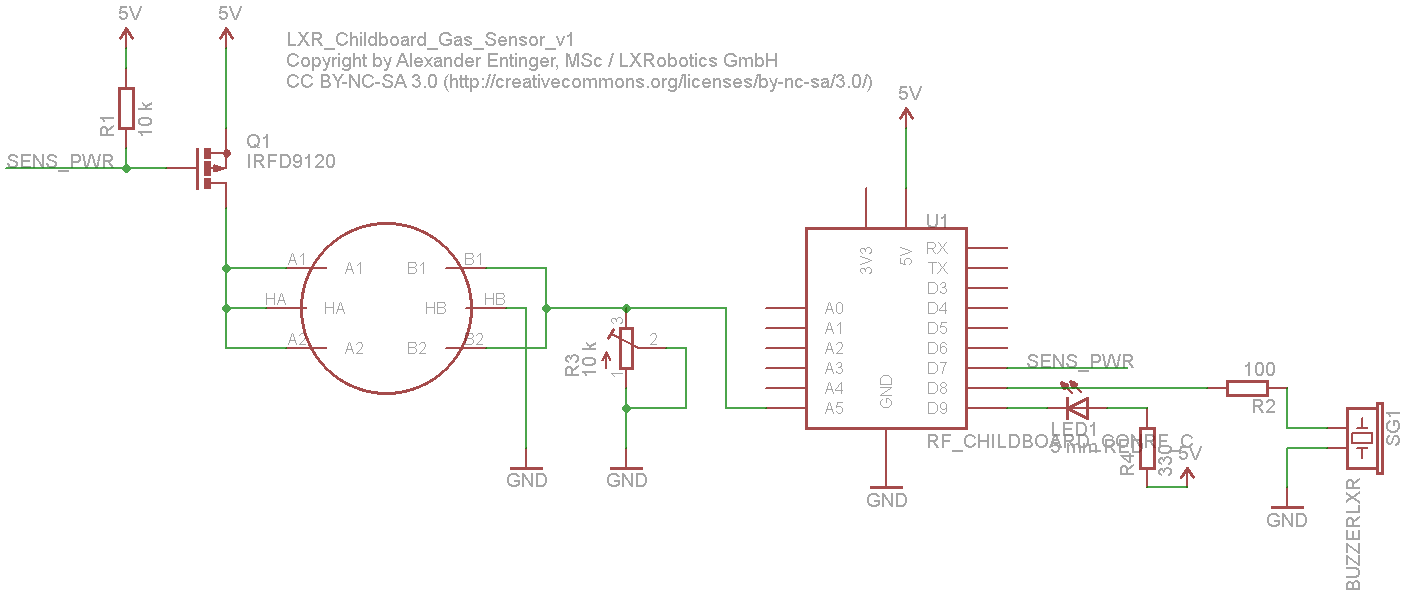 5V
5V
LXR_Childboard_Gas_Sensor_v1
Copyright by Alexander Entinger, MSc / LXRobotics GmbH
CC BY-NC-SA 3.0 (http://creativecommons.org/licenses/by-nc-sa/3.0/)
R1
10 k
SENS_PWR
Q1
IRFD9120
A1
HA
A2
A1
HA
A2
B1
HB
B2
B1
HB
B2
GND
R3
10 k
3
2
1
GND
5V
U1
3V3
5V
A0
A1
A2
A3
A4
A5
GND
RX
TX
D3
D4
D5
D6
D7
D8
D9
RF_CHILDBOARD_CONRF_C
GND
SENS_PWR
LED1
5 mm RED
R4
330
5V
100
R2
SG1
BUZZERLXR
GND